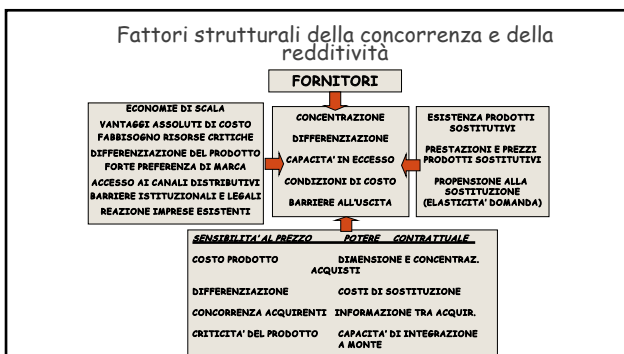 Fattori strutturali della concorrenza e della
redditività
FORNITORI
ECONOMIE DI SCALA
VANTAGGI ASSOLUTI DI COSTO
FABBISOGNO RISORSE CRITICHE
DIFFERENZIAZIONE DEL PRODOTTO
FORTE PREFERENZA DI MARCA
ACCESSO AI CANALI DISTRIBUTIVI
BARRIERE ISTITUZIONALI E LEGALI
REAZIONE IMPRESE ESISTENTI
CONCENTRAZIONE
DIFFERENZIAZIONE
CAPACITA' IN ECCESSO
CONDIZIONI DI COSTO
BARRIERE ALL'USCITA
ESISTENZA PRODOTTI
SOSTITUTIVI
PRESTAZIONI E PREZZI
PRODOTTI SOSTITUTIVI
PROPENSIONE ALLA
SOSTITUZIONE
(ELASTICITA' DOMANDA)
SENSIBILITA' AL PREZZO POTERE CONTRATTUALE
COSTO PRODOTTO DIMENSIONE E CONCENTRAZ.
ACQUISTI
DIFFERENZIAZIONE COSTI DI SOSTITUZIONE
CONCORRENZA ACQUIRENTI INFORMAZIONE TRA ACQUIR.
CRITICITA' DEL PRODOTTO CAPACITA' DI INTEGRAZIONE
A MONTE